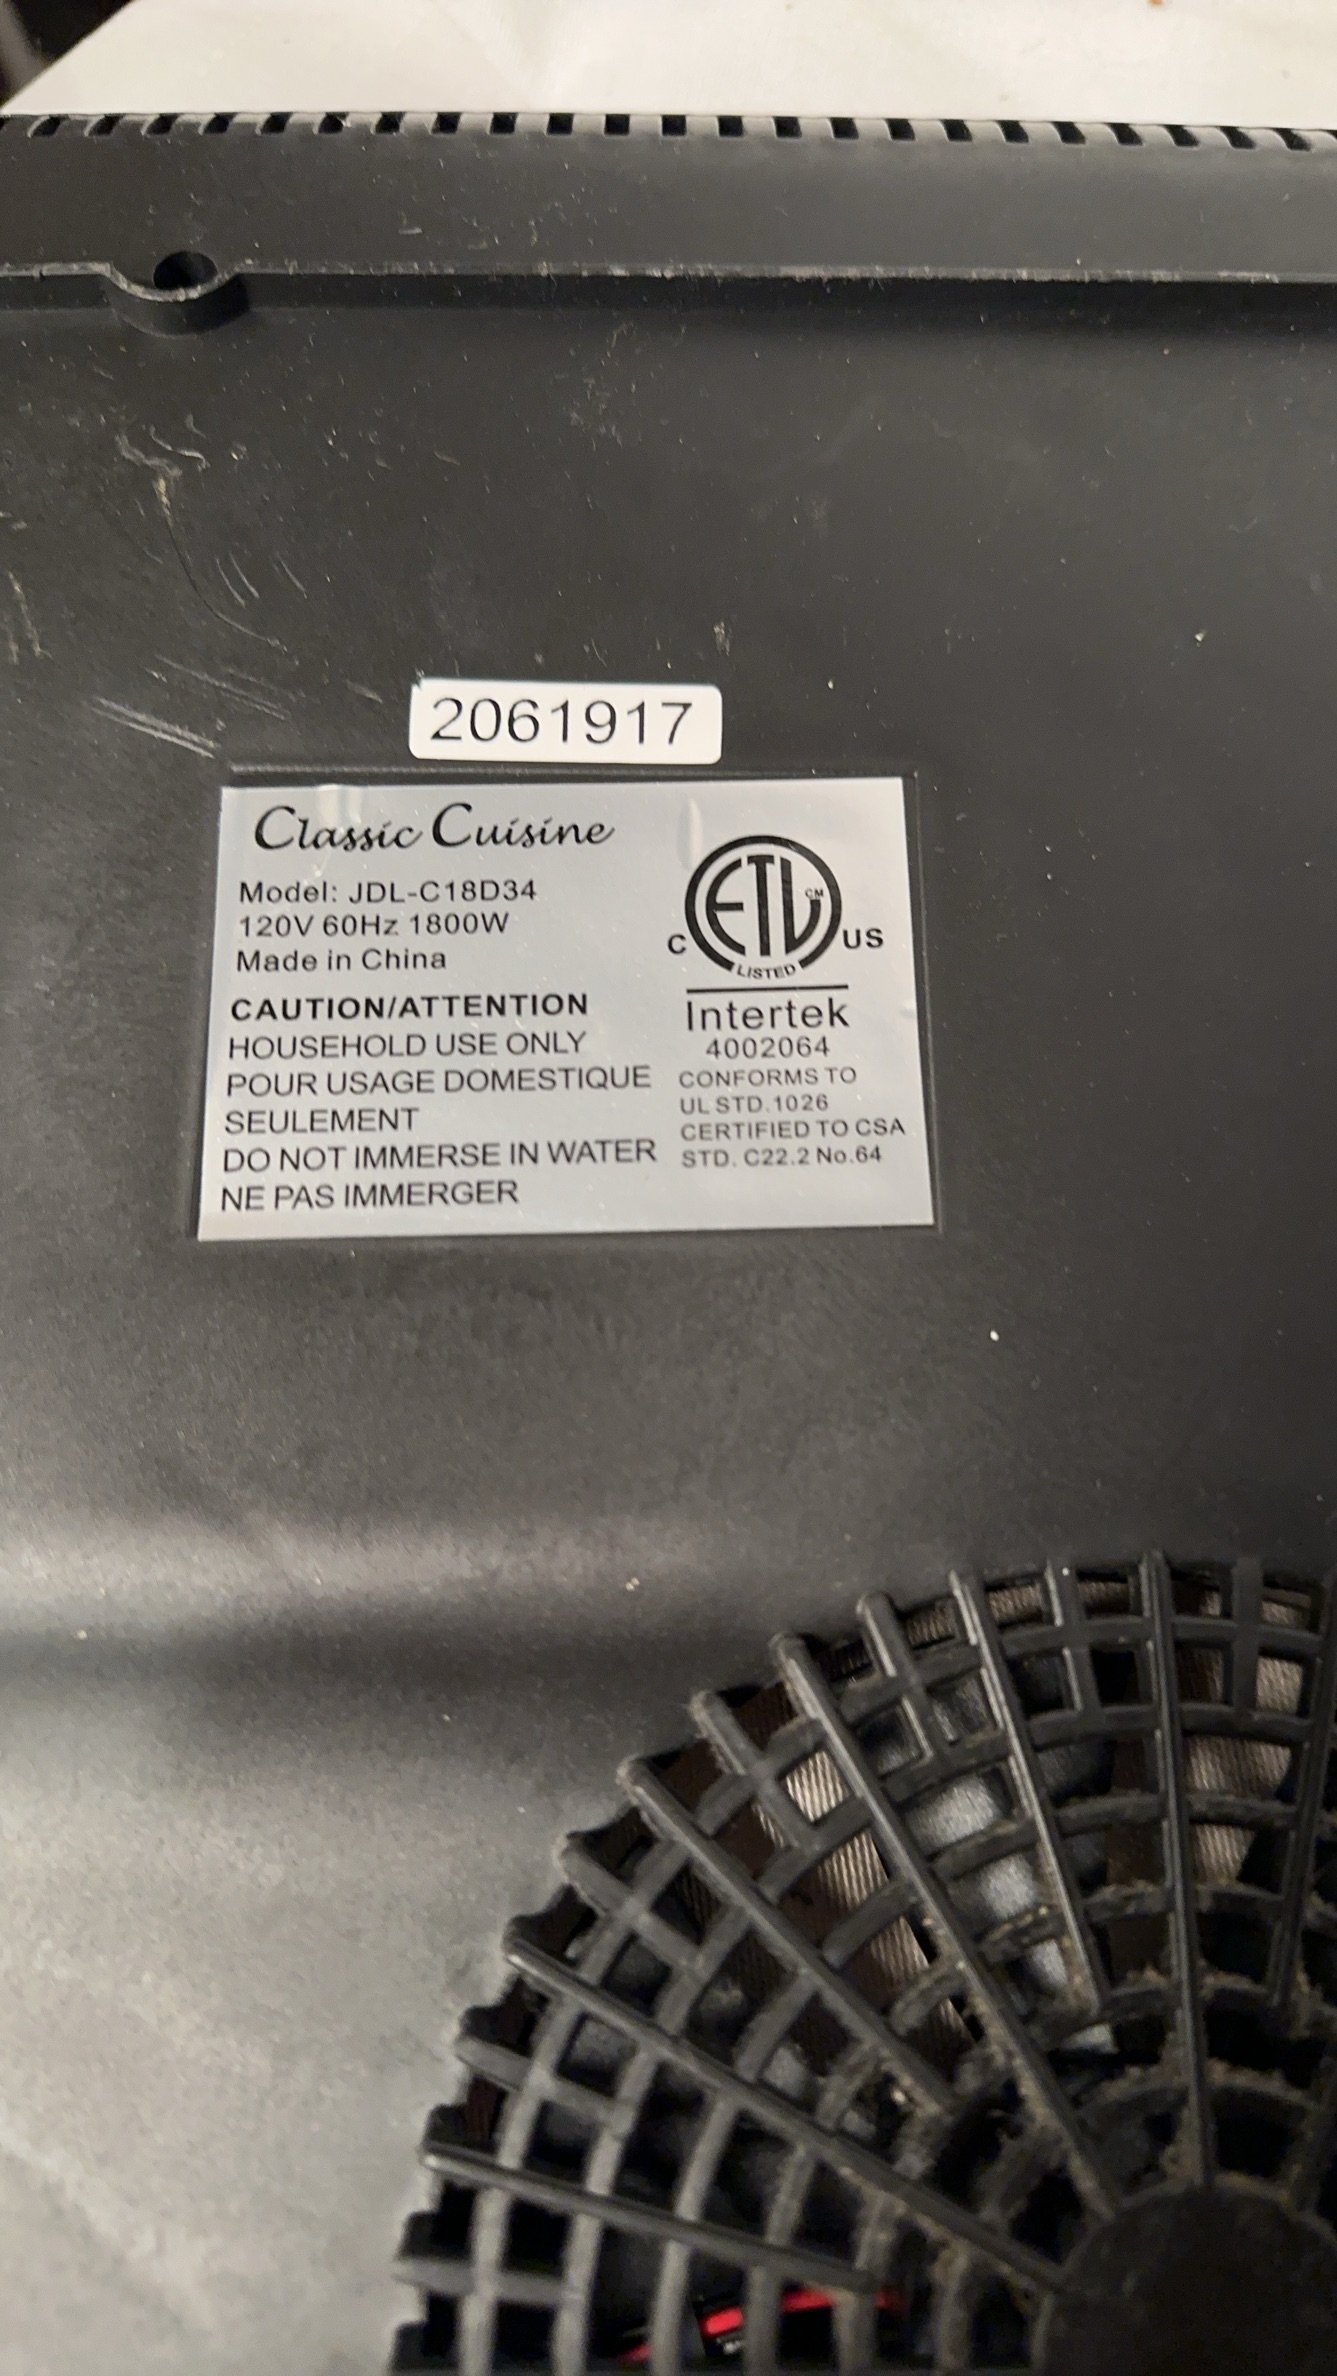 2061917
Classic Cuisine
Model: JDL-C18D34
120V 60Hz 1800W
Made in China
CAUTION/ATTENTION
HOUSEHOLD USE ONLY
POUR USAGE DOMESTIQUE
SEULEMENT
DO NOT IMMERSE IN WATER
NE PAS IMMERGER
ETL CM
C US
LISTED
Intertek
4002064
CONFORMS TO
UL STD.1026
CERTIFIED TO CSA
STD. C22.2 No.64